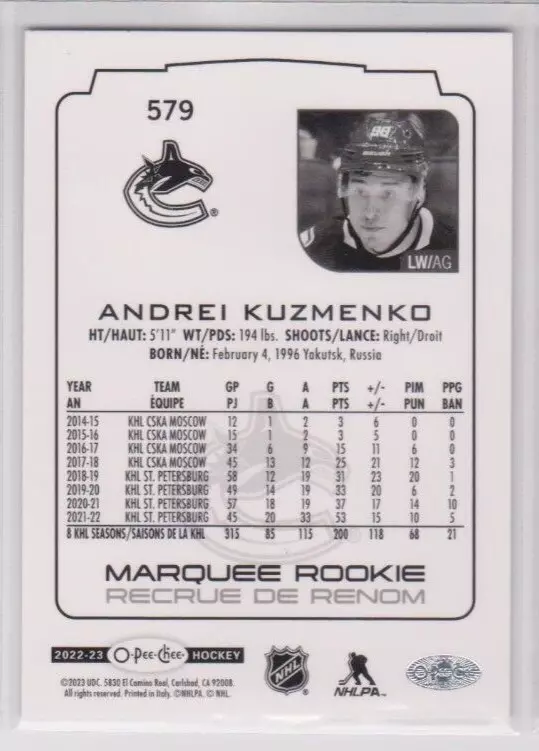 579
LW/AG
ANDREI KUZMENKO
HT/HAUT: 5'11" WT/PDS: 194 lbs. SHOOTS/LANCE: Right/Droit
BORN/NÉ: February 4, 1996 Yakutsk, Russia
YEAR TEAM GP G A PTS +/- PIM PPG
AN ÉQUIPE PJ B A PTS +/- PUN BAN
2014-15 KHL CSKA MOSCOW 12 1 2 3 6 0 0
2015-16 KHL CSKA MOSCOW 15 1 2 3 5 0 0
2016-17 KHL CSKA MOSCOW 34 6 9 15 11 6 0
2017-18 KHL CSKA MOSCOW 45 13 12 25 21 12 3
2018-19 KHL ST. PETERSBURG 58 12 19 31 23 20 1
2019-20 KHL ST. PETERSBURG 49 14 19 33 20 6 2
2020-21 KHL ST. PETERSBURG 57 18 19 37 17 14 10
2021-22 KHL ST. PETERSBURG 45 20 33 53 15 10 5
8 KHL SEASONS/SAISONS DE LA KHL 315 85 115 200 118 68 21
MARQUEE ROOKIE
RECRUE DE RENOM
2022-23 O-Pee-Chee HOCKEY
NHL
NHLPA
©2023 UDC. 5830 El Camino Real, Carlsbad, CA 92008.
All rights reserved. Printed in Italy. ©NHLPA. © NHL.